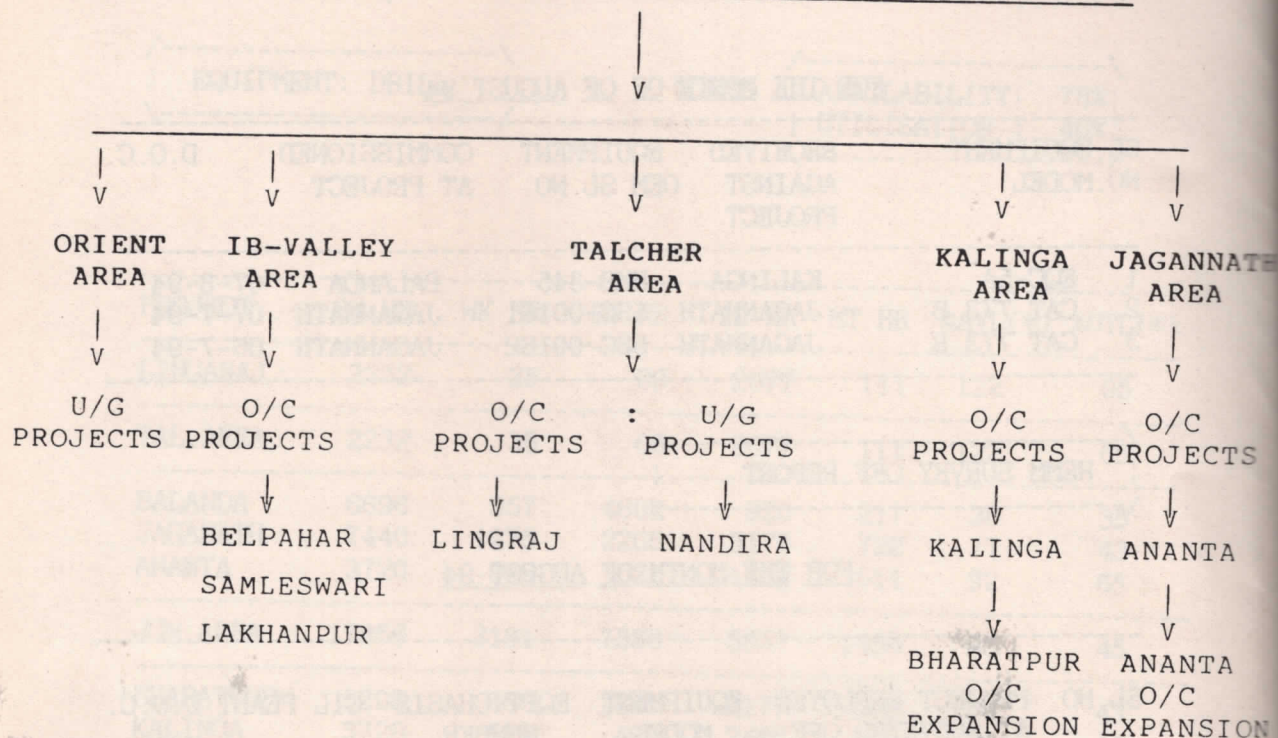 V
V V V V V
ORIENT IB-VALLEY TALCHER KALINGA JAGANNATH
AREA AREA AREA AREA AREA
V V V V V
U/G O/C O/C : U/G O/C O/C
PROJECTS PROJECTS PROJECTS PROJECTS PROJECTS PROJECTS
BELPAHAR LINGRAJ NANDIRA KALINGA ANANTA
SAMLESWARI
LAKHANPUR V V
BHARATPUR ANANTA
O/C O/C
EXPANSION EXPANSION